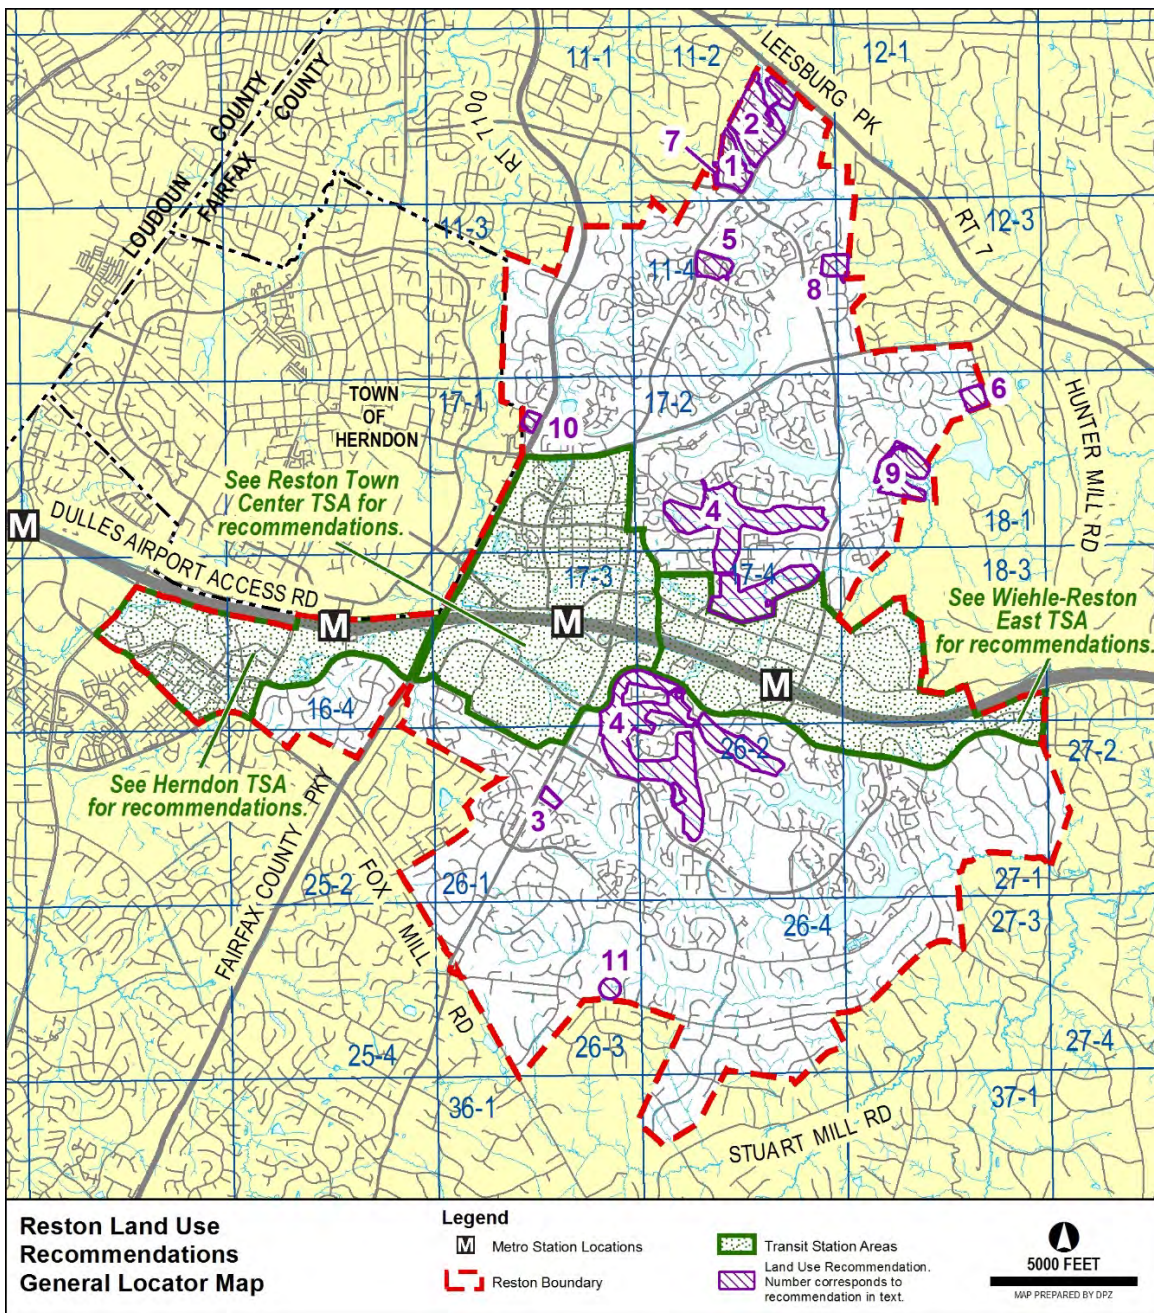 11-1
11-2
12-1
LEESBURG PK
LOUDOUN COUNTY
FAIRFAX COUNTY
RT 7100
7
1
2
11-3
12-3
RT 7
5
11-4
8
TOWN
OF
HERNDON
17-1
17-2
6
10
HUNTER MILL RD
See Reston Town
Center TSA for
recommendations.
9
4
18-1
M
DULLES AIRPORT ACCESS RD
17-3
17-4
18-3
See Wiehle-Reston
East TSA
for recommendations.
M
M
M
16-4
4
26-2
27-2
See Herndon TSA
for recommendations.
3
FAIRFAX COUNTY PKY
FOX MILL RD
25-2
26-1
27-1
26-4
27-3
11
25-4
26-3
27-4
36-1
37-1
STUART MILL RD
Reston Land Use
Recommendations
General Locator Map
Legend
M Metro Station Locations
Reston Boundary
Transit Station Areas
Land Use Recommendation.
Number corresponds to
recommendation in text.
5000 FEET
MAP PREPARED BY DPZ